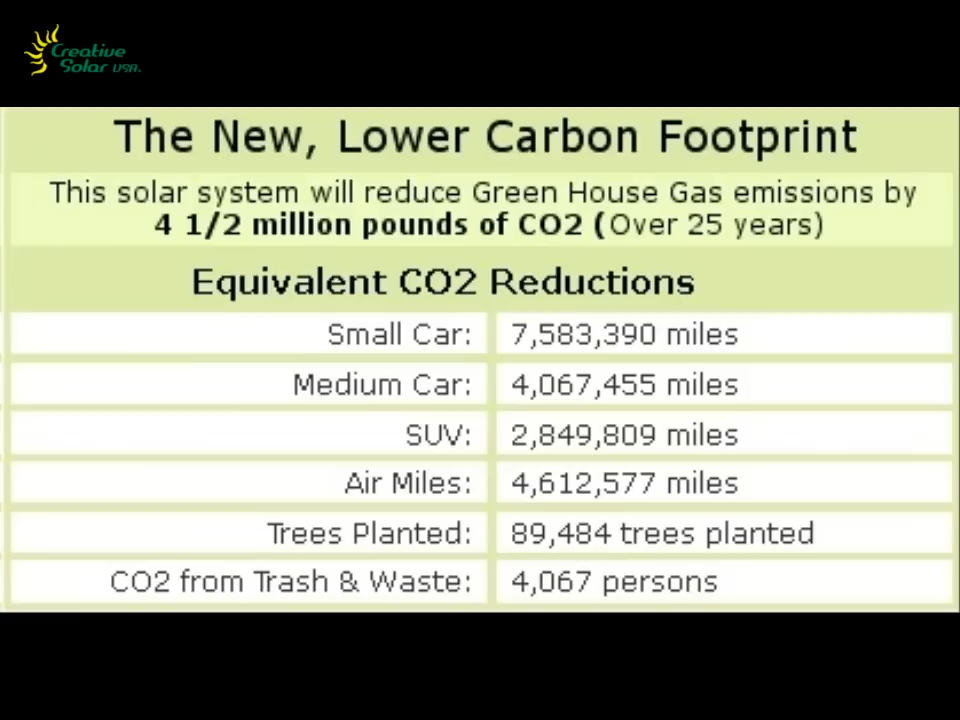 Creative
Solar USA.
The New, Lower Carbon Footprint
This solar system will reduce Green House Gas emissions by
4 1/2 million pounds of CO2 (Over 25 years)
Equivalent CO2 Reductions
Small Car: 7,583,390 miles
Medium Car: 4,067,455 miles
SUV: 2,849,809 miles
Air Miles: 4,612,577 miles
Trees Planted: 89,484 trees planted
CO2 from Trash & Waste: 4,067 persons